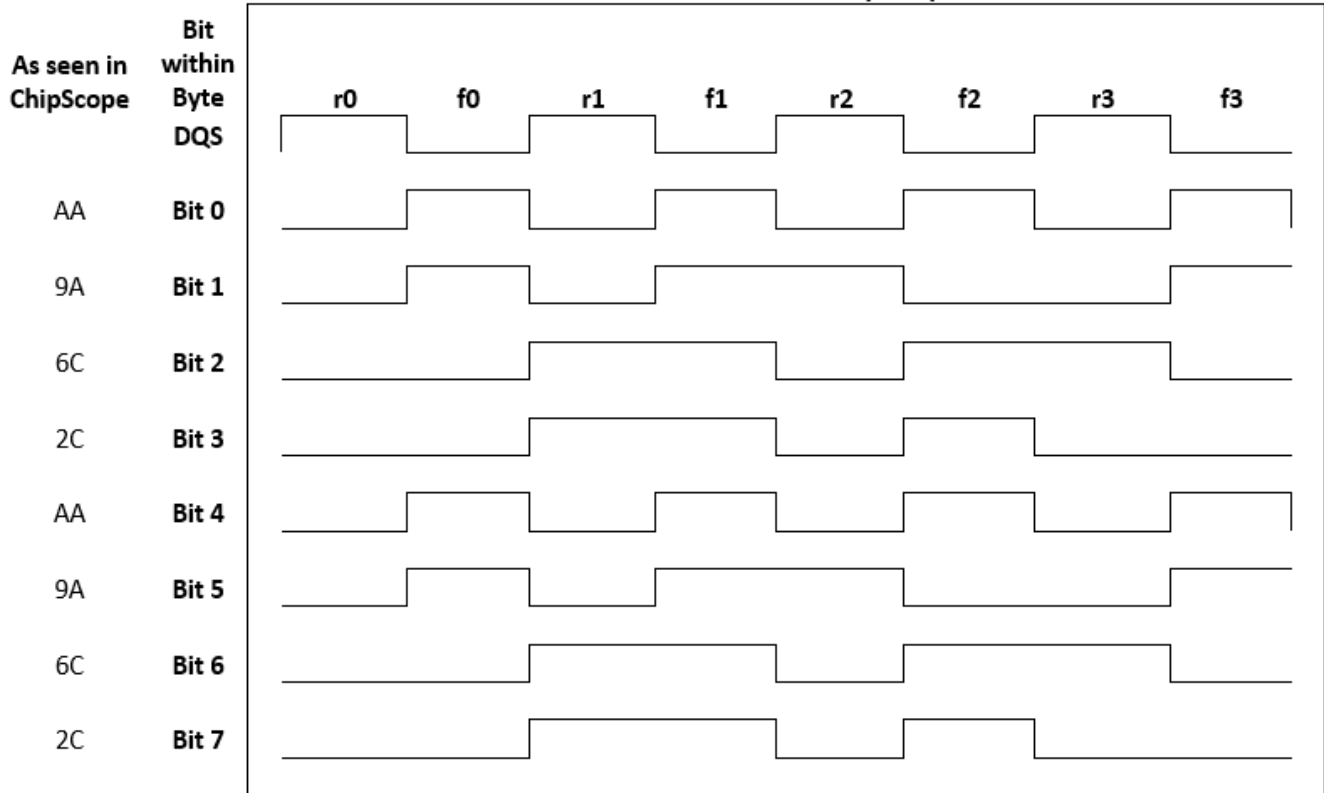 As seen in ChipScope
Bit within Byte
r0 f0 r1 f1 r2 f2 r3 f3
DQS
AA Bit 0
9A Bit 1
6C Bit 2
2C Bit 3
AA Bit 4
9A Bit 5
6C Bit 6
2C Bit 7